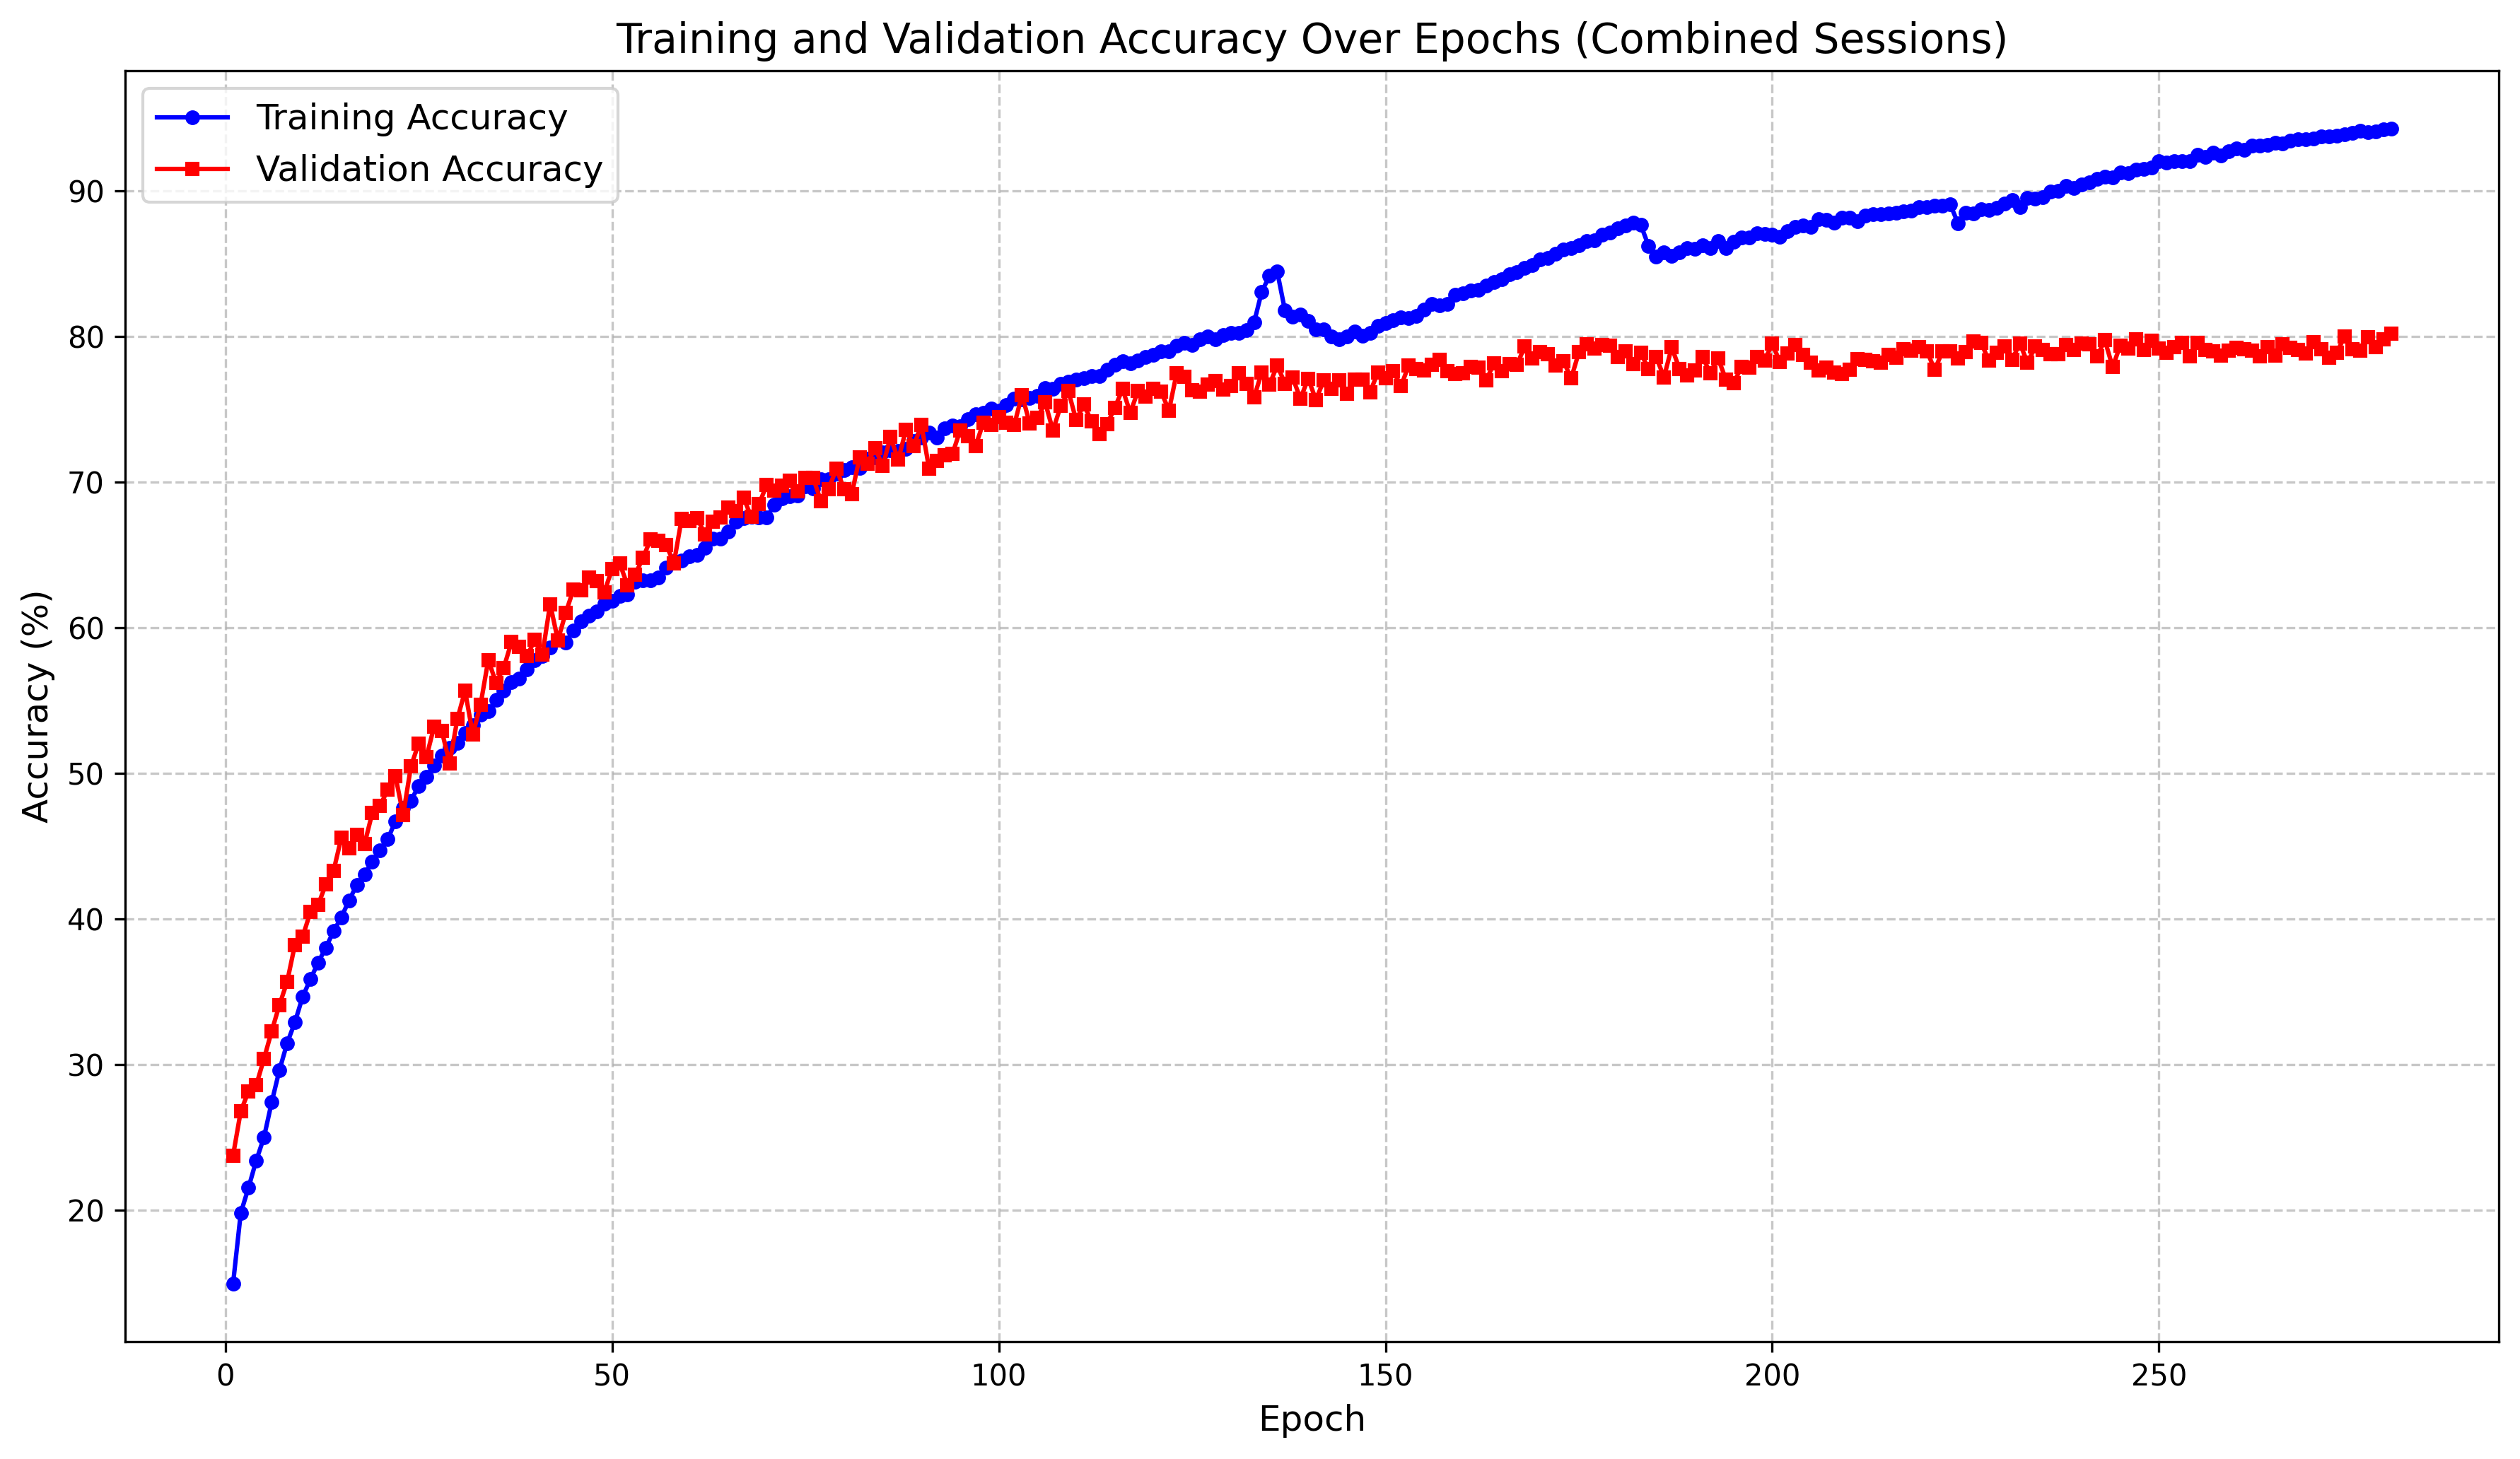 Training and Validation Accuracy Over Epochs (Combined Sessions)
Training Accuracy
Validation Accuracy
Accuracy (%)
90
80
70
60
50
40
30
20
0 50 100 150 200 250
Epoch